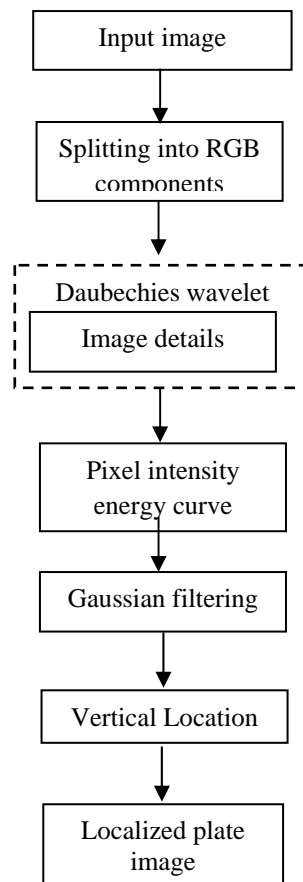 Input image
Splitting into RGB
components
Daubechies wavelet
Image details
Pixel intensity
energy curve
Gaussian filtering
Vertical Location
Localized plate
image